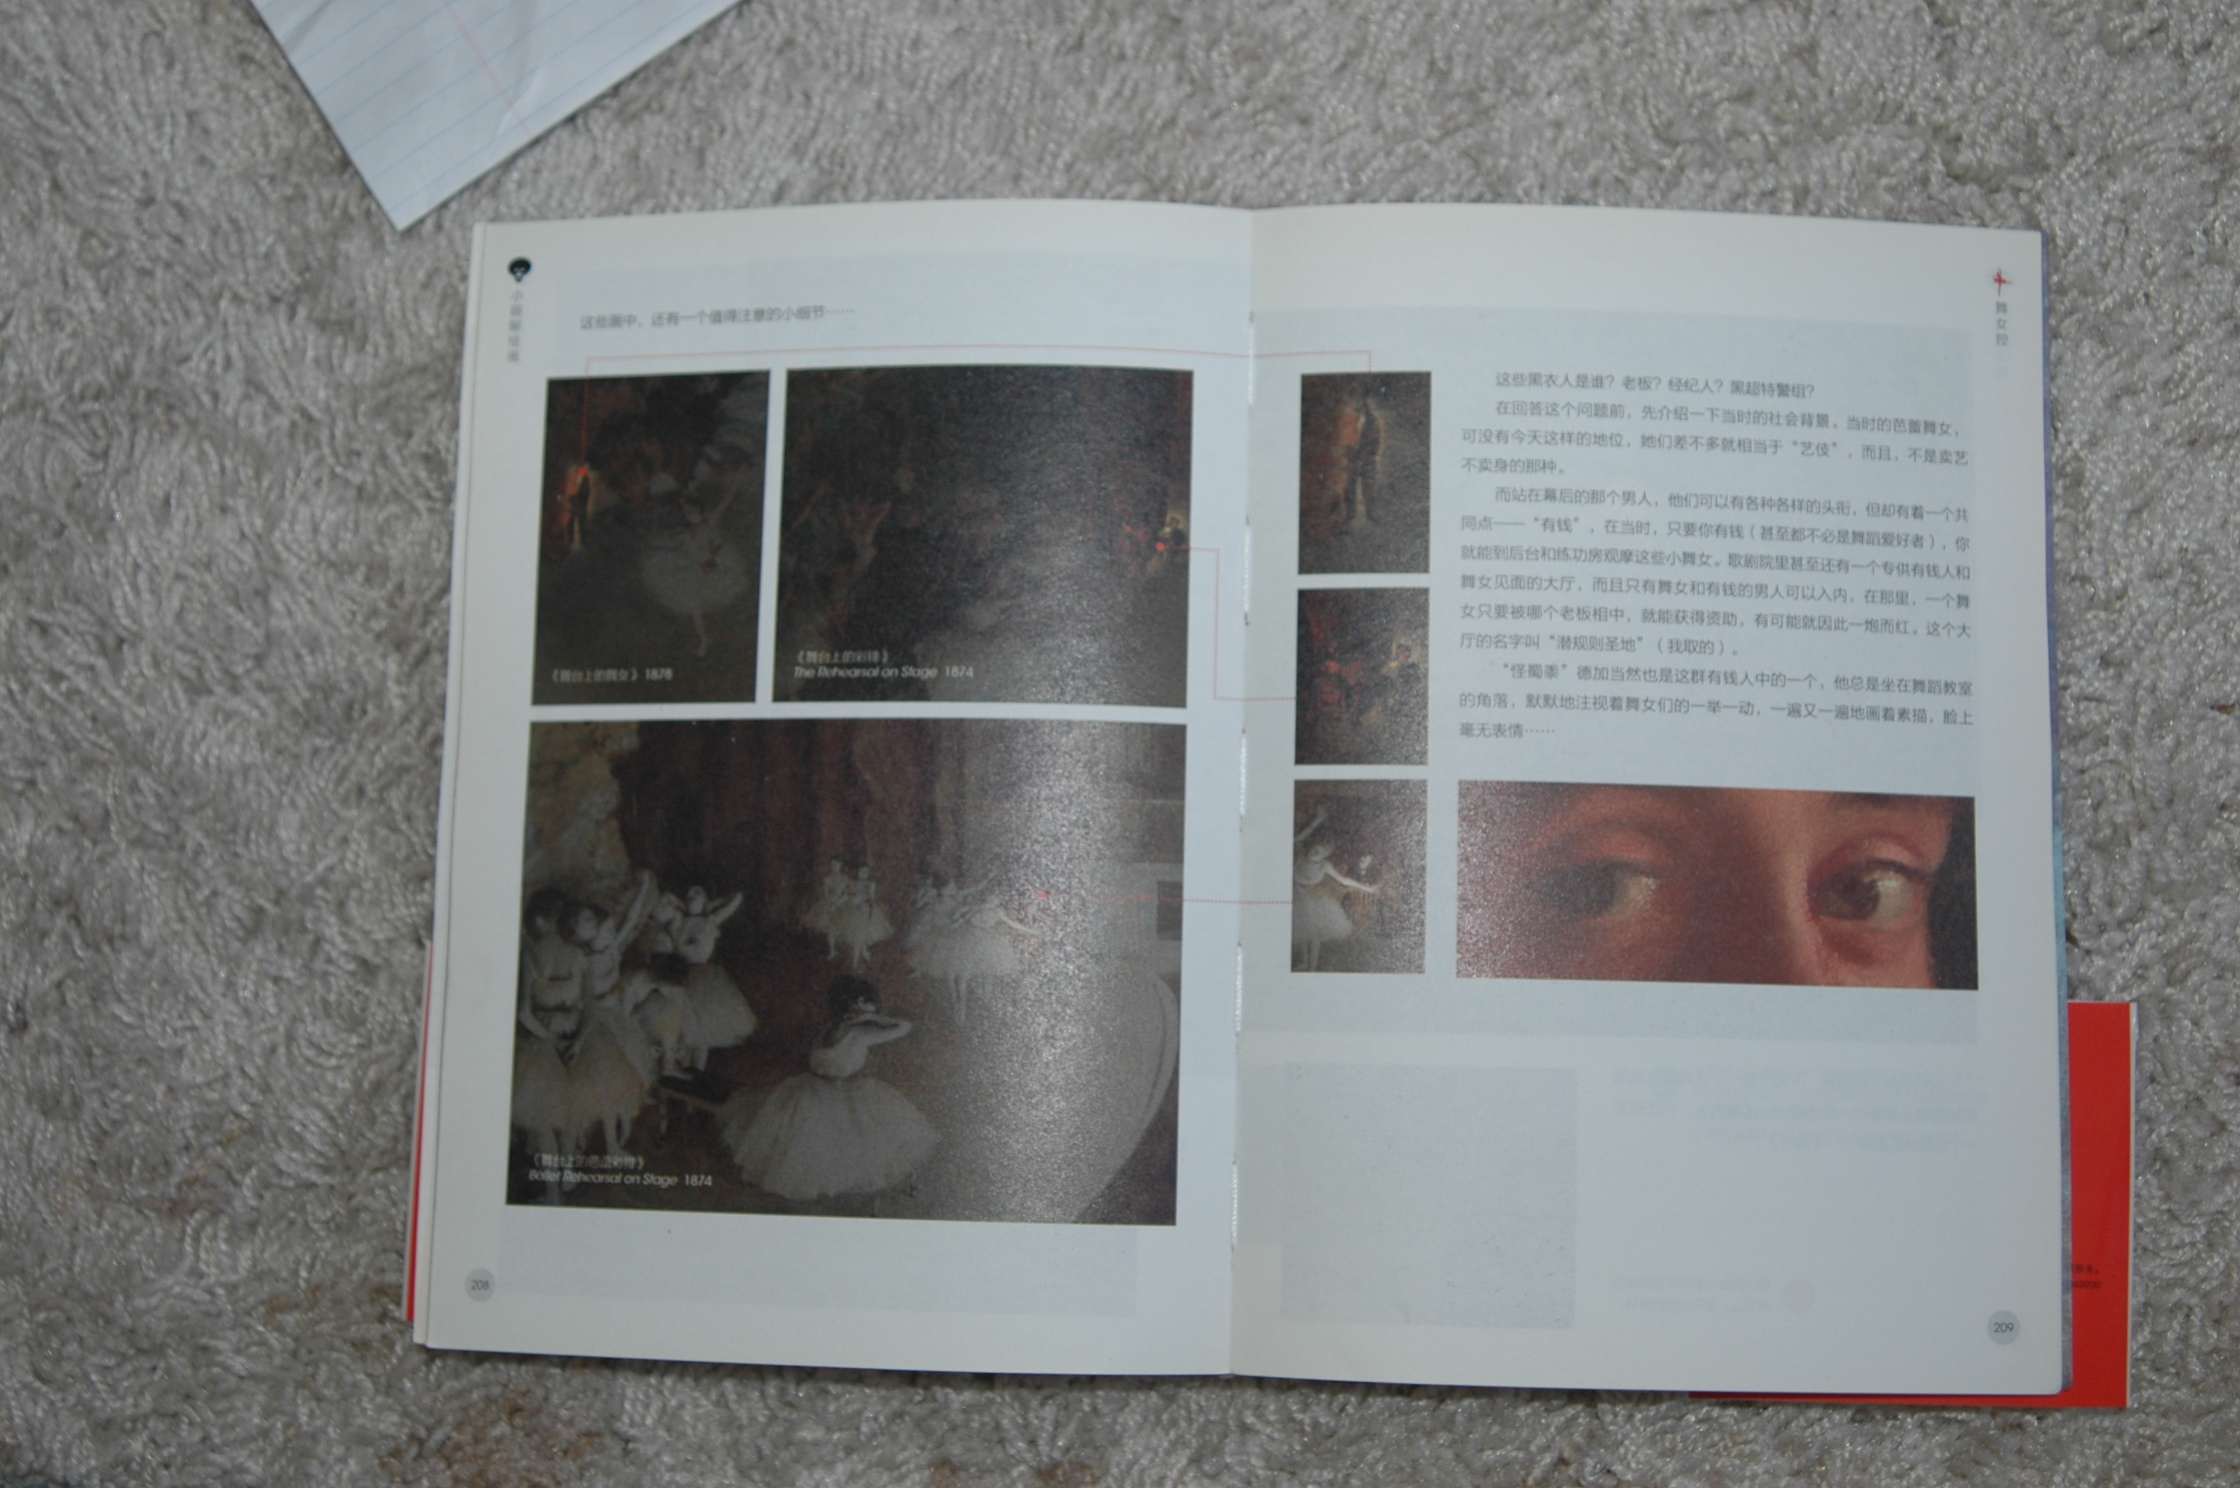 这些画中，还有一个值得注意的小细节……
《舞台上的舞女》1878
《舞台上的彩排》
The Rehearsal on Stage 1874
《舞台上的芭蕾彩排》
Ballet Rehearsal on Stage 1874
208
舞女控
这些黑衣人是谁？老板？经纪人？黑超特警组？
在回答这个问题前，先介绍一下当时的社会背景，当时的芭蕾舞女，
可没有今天这样的地位，她们差不多就相当于“艺伎”，而且，不是卖艺
不卖身的那种。
而站在幕后的那个男人，他们可以有各种各样的头衔，但却有着一个共
同点——“有钱”，在当时，只要你有钱（甚至都不必是舞蹈爱好者），你
就能到后台和练功房观摩这些小舞女。歌剧院里甚至还有一个专供有钱人和
舞女见面的大厅，而且只有舞女和有钱的男人可以入内，在那里，一个舞
女只要被哪个老板相中，就能获得资助，有可能就因此一炮而红。这个大
厅的名字叫“潜规则圣地”（我取的）。
“怪蜀黍”德加当然也是这群有钱人中的一个，他总是坐在舞蹈教室
的角落，默默地注视着舞女们的一举一动，一遍又一遍地画着素描，脸上
毫无表情……
209